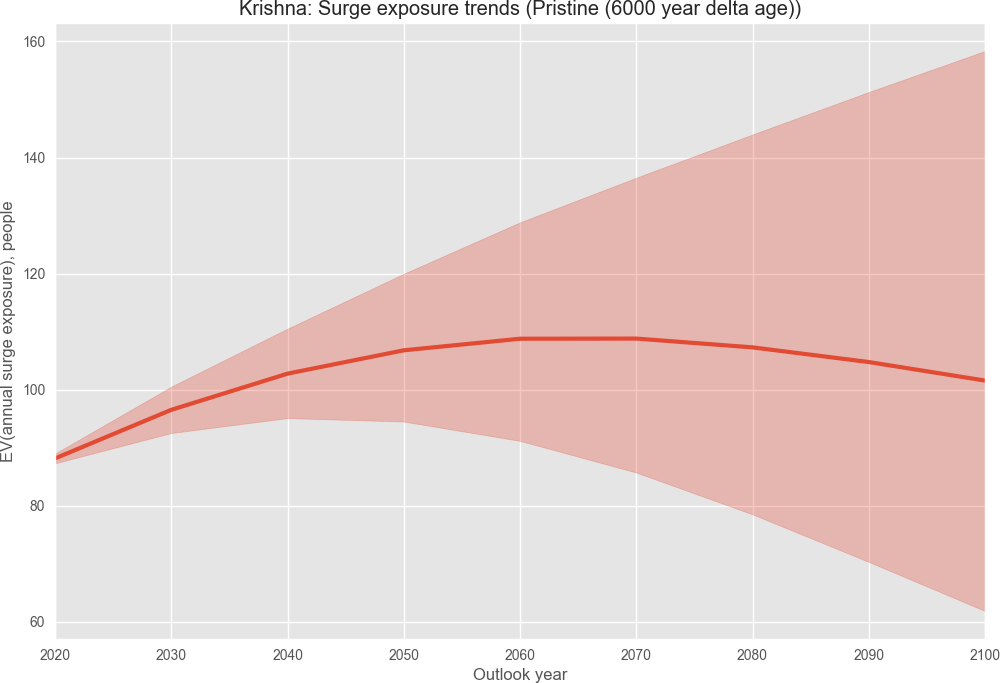 Krishna: Surge exposure trends (Pristine (6000 year delta age))
EV(annual surge exposure), people
160
140
120
100
80
60
2020 2030 2040 2050 2060 2070 2080 2090 2100
Outlook year